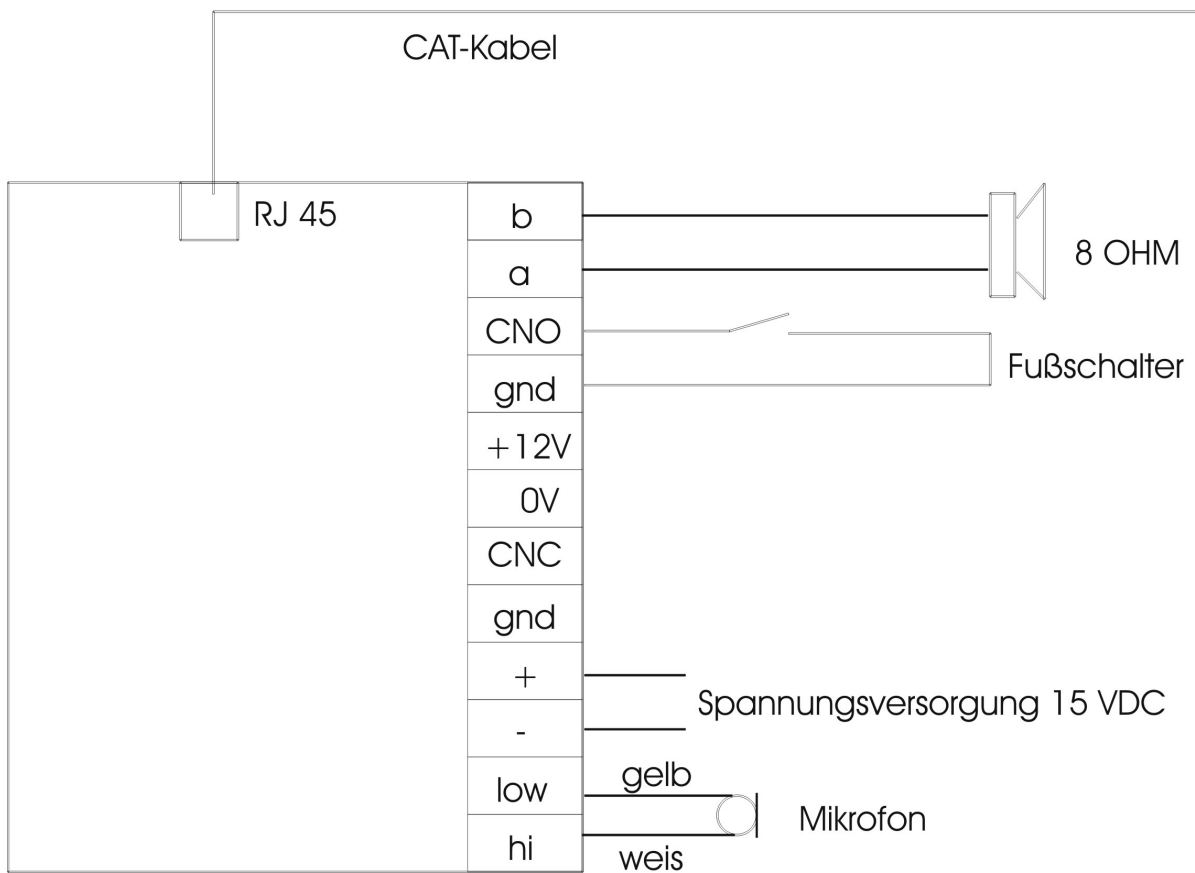 CAT-Kabel
RJ 45
b
a
8 OHM
CNO
Fußschalter
gnd
+12V
0V
CNC
gnd
+
Spannungsversorgung 15 VDC
-
gelb
low
Mikrofon
hi
weis